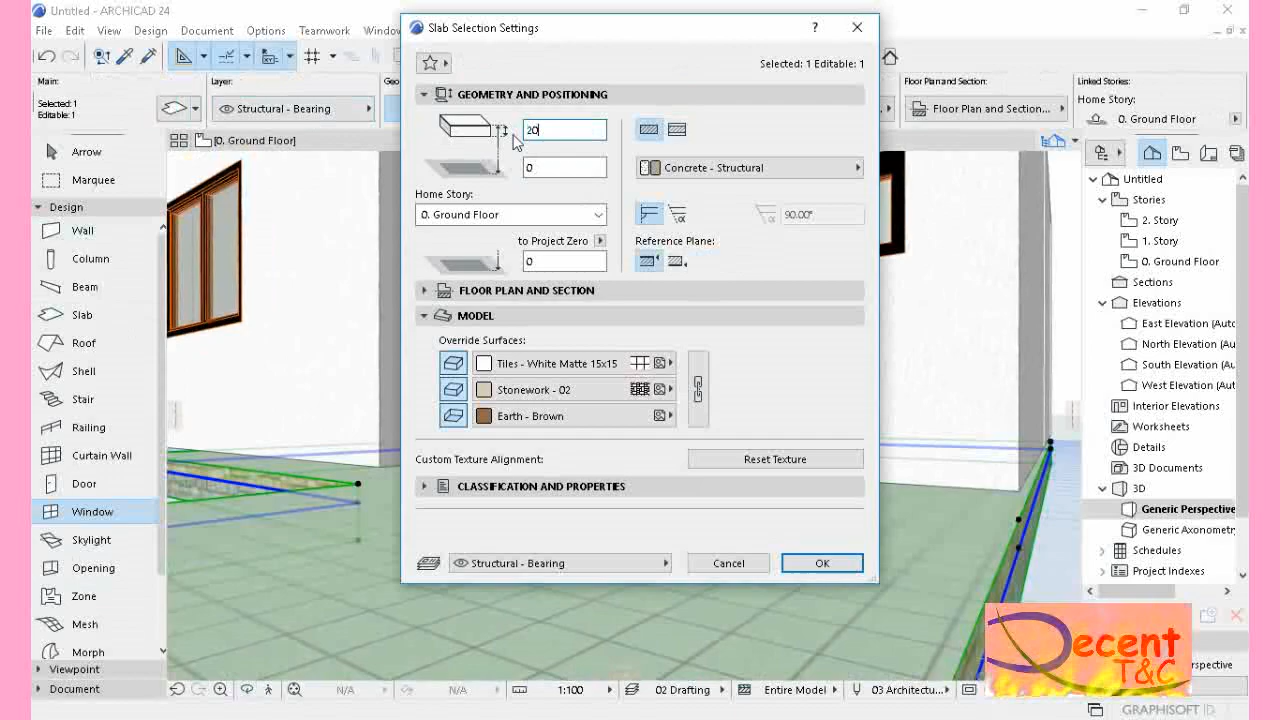 Untitled - ARCHICAD 24
File Edit View Design Document Options Teamwork Window
Main:
Selected: 1
Editable: 1
Layer:
Structural - Bearing
Floor Plan and Section:
Floor Plan and Section...
Linked Stories:
Home Story:
0. Ground Floor
[0. Ground Floor]
Arrow
Marquee
Design
Wall
Column
Beam
Slab
Roof
Shell
Stair
Railing
Curtain Wall
Door
Window
Skylight
Opening
Zone
Mesh
Morph
Viewpoint
Document
Slab Selection Settings
?
Selected: 1 Editable: 1
GEOMETRY AND POSITIONING
20
0
Concrete - Structural
Home Story:
0. Ground Floor
90.00°
to Project Zero
Reference Plane:
0
FLOOR PLAN AND SECTION
MODEL
Override Surfaces:
Tiles - White Matte 15x15
Stonework - 02
Earth - Brown
Custom Texture Alignment:
Reset Texture
CLASSIFICATION AND PROPERTIES
Structural - Bearing
Cancel
OK
Untitled
Stories
2. Story
1. Story
0. Ground Floor
Sections
Elevations
East Elevation (Auto
North Elevation (Au
South Elevation (Aut
West Elevation (Aut
Interior Elevations
Worksheets
Details
3D Documents
3D
Generic Perspective
Generic Axonometry
Schedules
Project Indexes
Decent
T&C
rspective
N/A
N/A
1:100
02 Drafting
Entire Model
03 Architectu...
GRAPHISOFT ID